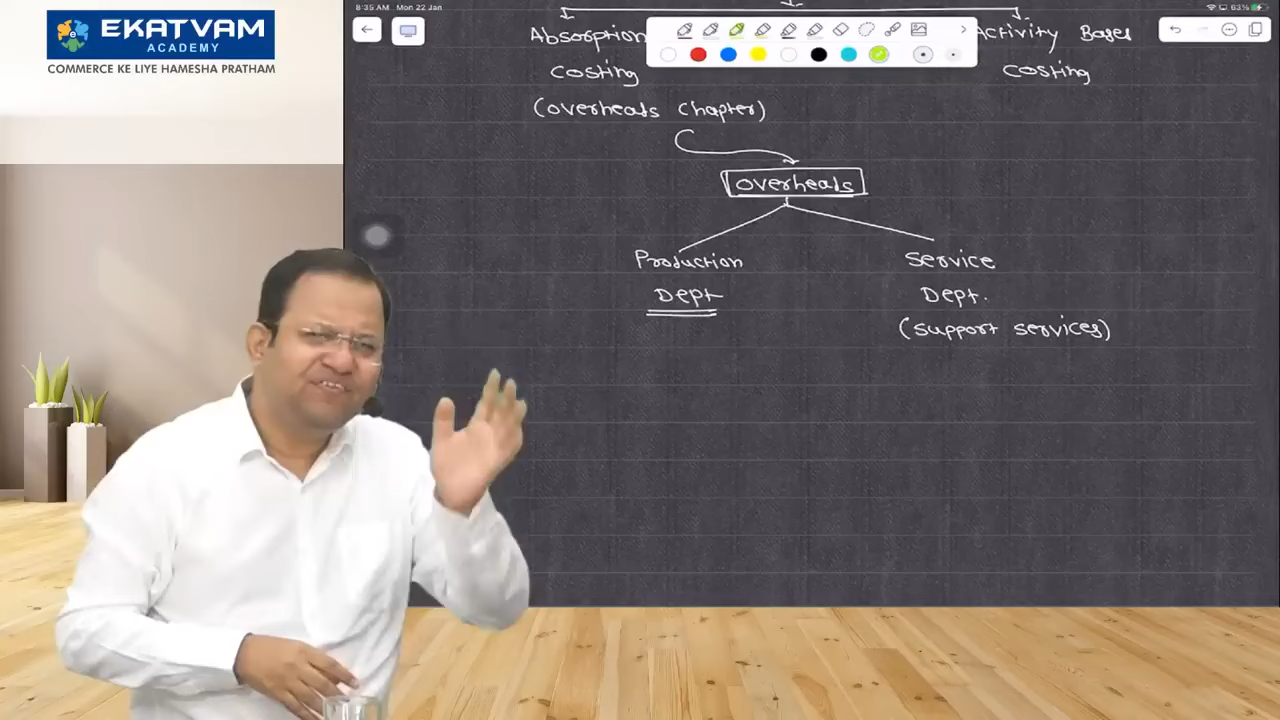 8:35 AM Mon 22 Jan
63%
EKATVAM
ACADEMY
COMMERCE KE LIYE HAMESHA PRATHAM
Absorption
Costing
(overheads chapter)
Activity Based
Costing
overheads
Production
Dept
Service
Dept.
(support services)